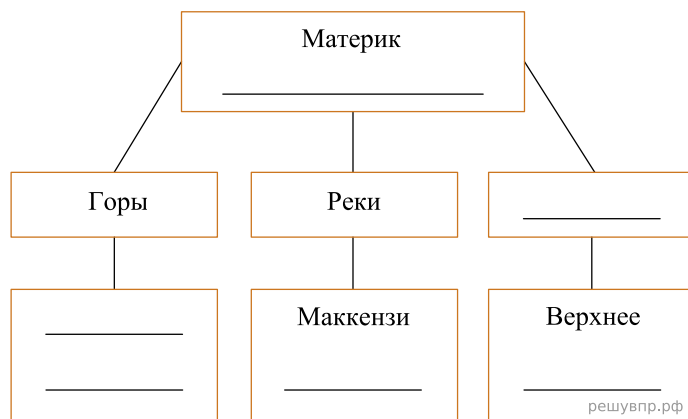 Материк
Горы
Реки
Маккензи
Верхнее
решувпр.рф